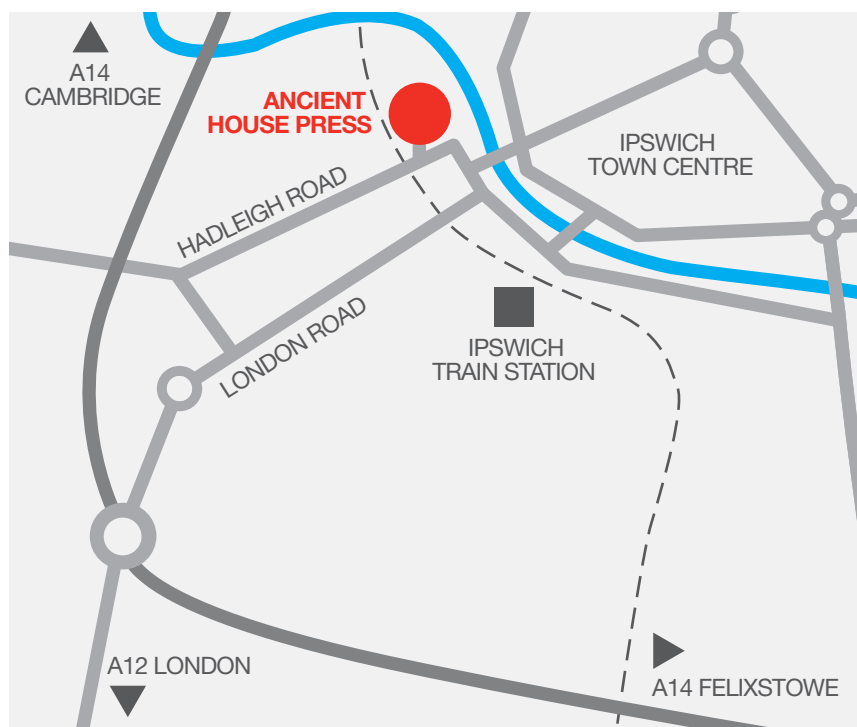 A14
CAMBRIDGE
ANCIENT
HOUSE PRESS
IPSWICH
TOWN CENTRE
HADLEIGH ROAD
LONDON ROAD
IPSWICH
TRAIN STATION
A12 LONDON
A14 FELIXSTOWE